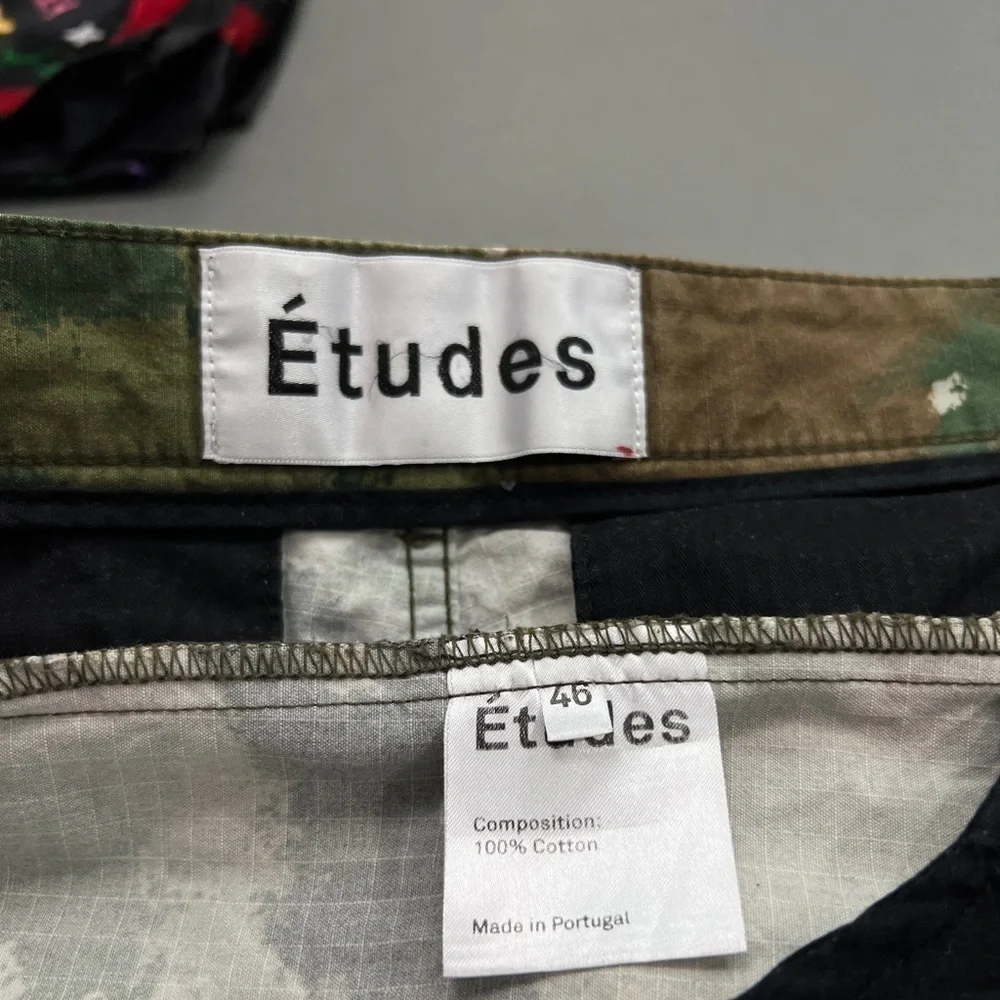 Études
46
Études
Composition:
100% Cotton
Made in Portugal